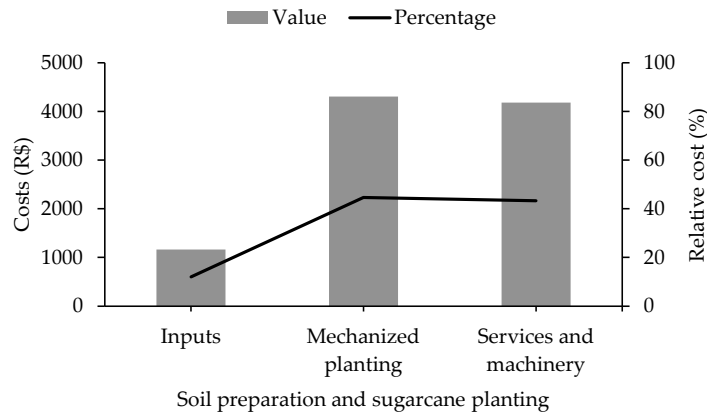 Value Percentage
5000
4000
3000
2000
1000
0
Costs (R$)
100
80
60
40
20
0
Relative cost (%)
Inputs
Mechanized
planting
Services and
machinery
Soil preparation and sugarcane planting